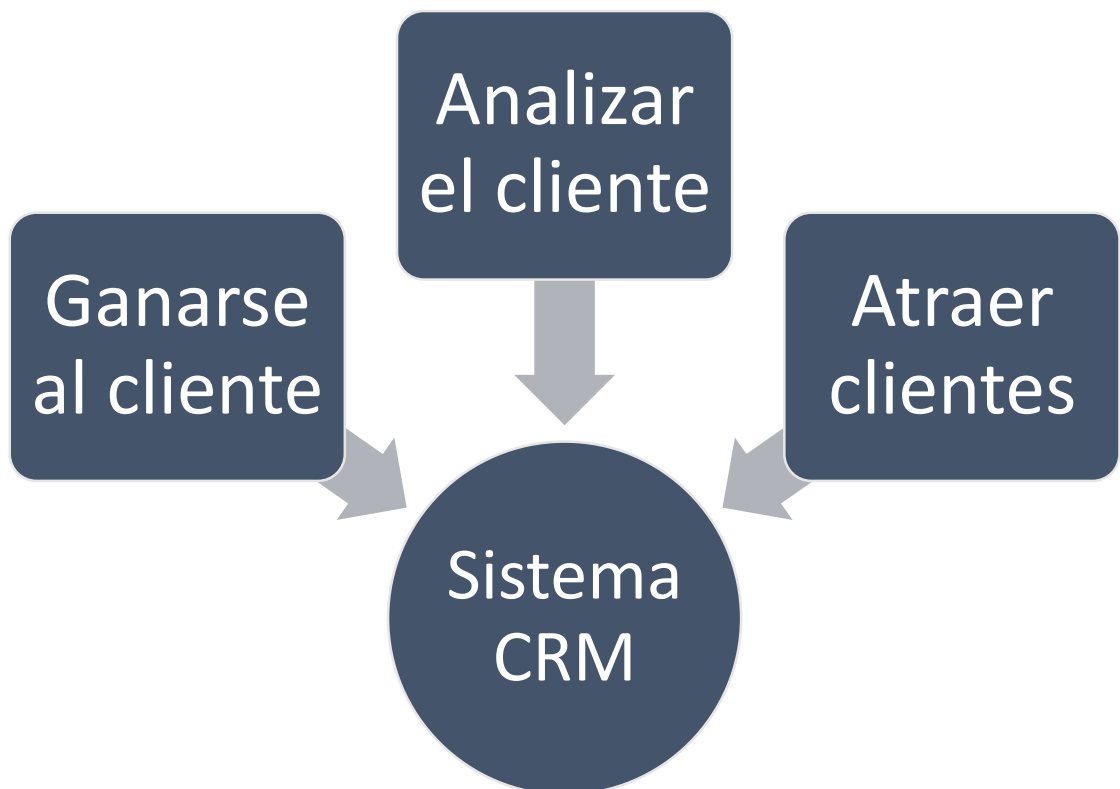 Analizar
el cliente
Ganarse
al cliente
Atraer
clientes
Sistema
CRM